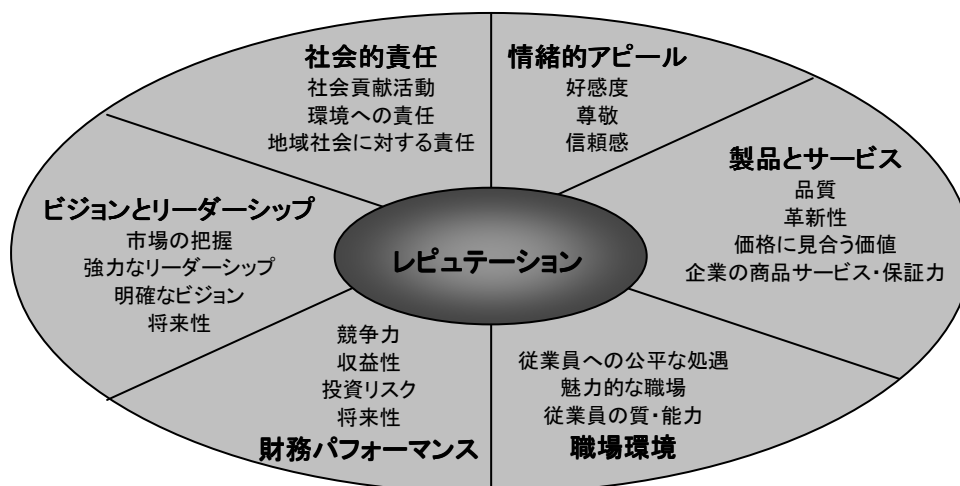 社会的責任
社会貢献活動
環境への責任
地域社会に対する責任
情緒的アピール
好感度
尊敬
信頼感
製品とサービス
品質
革新性
価格に見合う価値
企業の商品サービス・保証力
ビジョンとリーダーシップ
市場の把握
強力なリーダーシップ
明確なビジョン
将来性
レピュテーション
競争力
収益性
投資リスク
将来性
財務パフォーマンス
従業員への公平な処遇
魅力的な職場
従業員の質・能力
職場環境